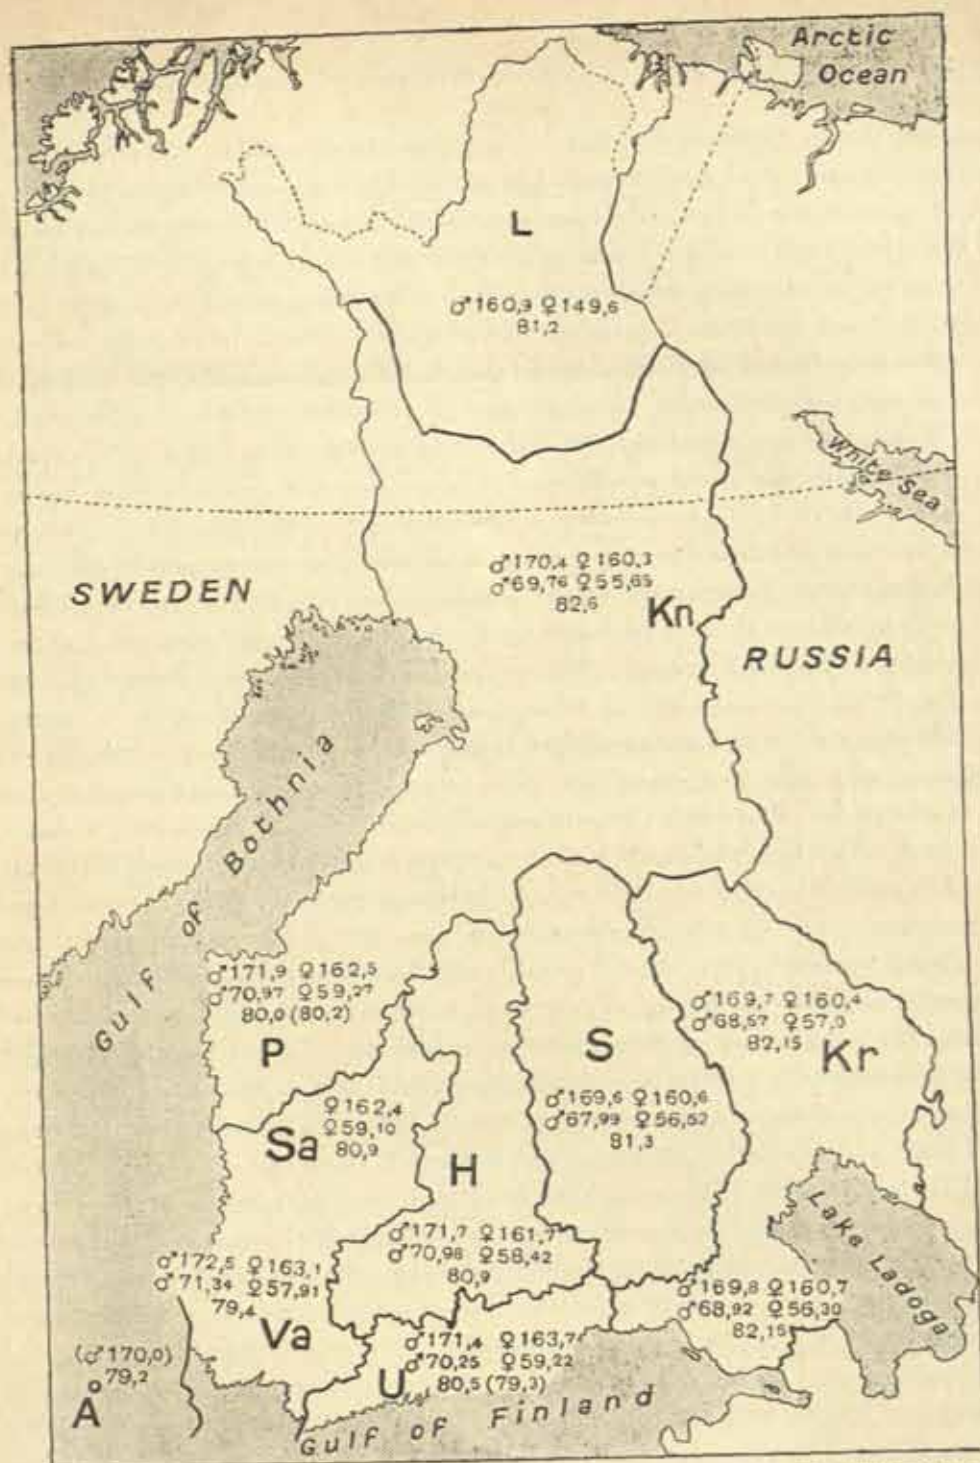 Arctic
Ocean
L
♂160,9 ♀149,6
81,2
White Sea
♂170,4 ♀160,3
♂69,76 ♀55,65
82,6
Kn
SWEDEN
RUSSIA
Gulf of Bothnia
♂171,9 ♀162,5
♂70,97 ♀59,27
80,0 (80,2)
P
♂169,7 ♀160,4
♂68,57 ♀57,0
82,15
Kr
S
♂169,6 ♀160,6
♂67,99 ♀56,52
81,3
♀162,4
♀59,10
80,9
Sa
H
♂171,7 ♀161,7
♂70,98 ♀58,42
80,9
Lake Ladoga
♂172,5 ♀163,1
♂71,34 ♀57,91
79,4
Va
♂169,8 ♀160,7
♂68,92 ♀56,30
82,15
♂171,4 ♀163,7
♂70,25 ♀59,22
80,5 (79,3)
U
(♂170,0)
79,2
A
Gulf of Finland